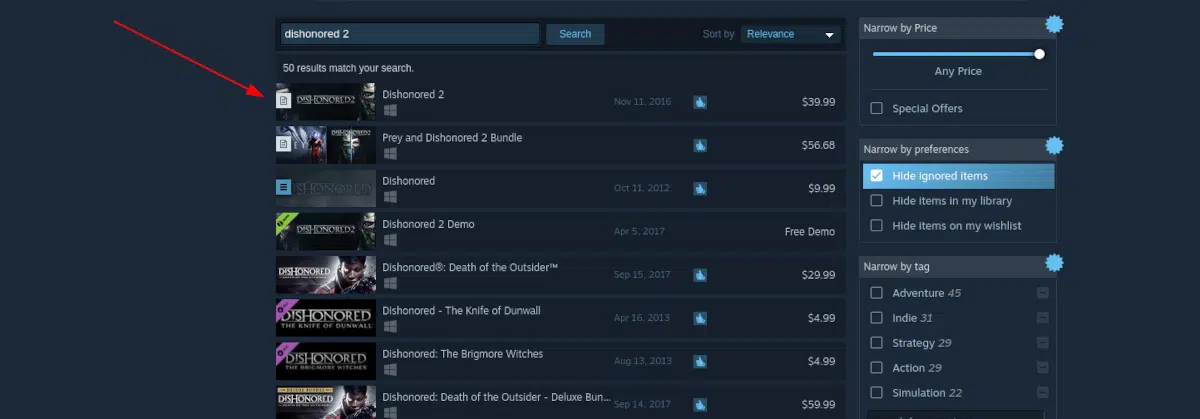 dishonored 2
Search
Sort by Relevance
50 results match your search.
DISHONORED2
Dishonored 2
Nov 11, 2016
$39.99
DISHONORED2
Prey and Dishonored 2 Bundle
$56.68
DISHONORED
Dishonored
Oct 11, 2012
$9.99
DISHONORED2
Dishonored 2 Demo
Apr 5, 2017
Free Demo
DISHONORED
Dishonored®: Death of the Outsider™
Sep 15, 2017
$29.99
DISHONORED
THE KNIFE OF DUNWALL
Dishonored - The Knife of Dunwall
Apr 16, 2013
$4.99
DISHONORED
THE BRIGMORE WITCHES
Dishonored: The Brigmore Witches
Aug 13, 2013
$4.99
DELUXE BUNDLE
DISHONORED
Dishonored: Death of the Outsider - Deluxe Bun...
Sep 14, 2017
$59.99
Narrow by Price
Any Price
Special Offers
Narrow by preferences
Hide ignored items
Hide items in my library
Hide items on my wishlist
Narrow by tag
Adventure 45
Indie 31
Strategy 29
Action 29
Simulation 22